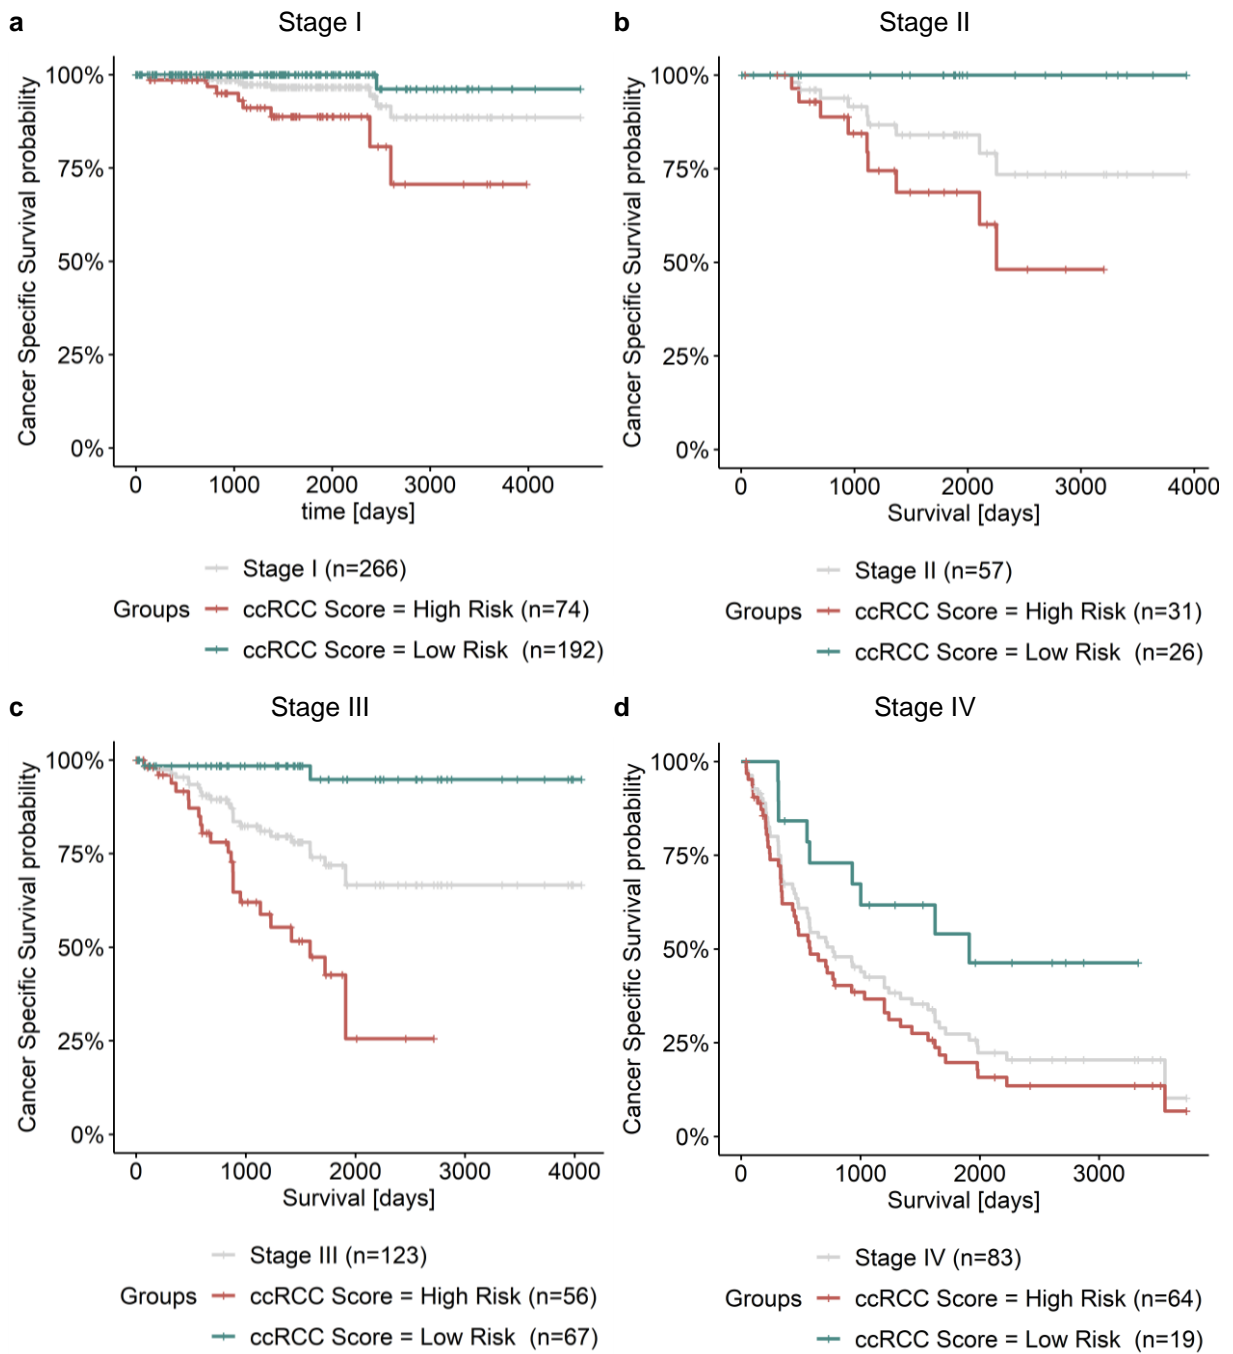 a
Stage I
Cancer Specific Survival probability
100%
75%
50%
25%
0%
0 1000 2000 3000 4000
time [days]
Stage I (n=266)
Groups ccRCC Score = High Risk (n=74)
ccRCC Score = Low Risk (n=192)
b
Stage II
Cancer Specific Survival probability
100%
75%
50%
25%
0%
0 1000 2000 3000 4000
Survival [days]
Stage II (n=57)
Groups ccRCC Score = High Risk (n=31)
ccRCC Score = Low Risk (n=26)
c
Stage III
Cancer Specific Survival probability
100%
75%
50%
25%
0%
0 1000 2000 3000 4000
Survival [days]
Stage III (n=123)
Groups ccRCC Score = High Risk (n=56)
ccRCC Score = Low Risk (n=67)
d
Stage IV
Cancer Specific Survival probability
100%
75%
50%
25%
0%
0 1000 2000 3000
Survival [days]
Stage IV (n=83)
Groups ccRCC Score = High Risk (n=64)
ccRCC Score = Low Risk (n=19)